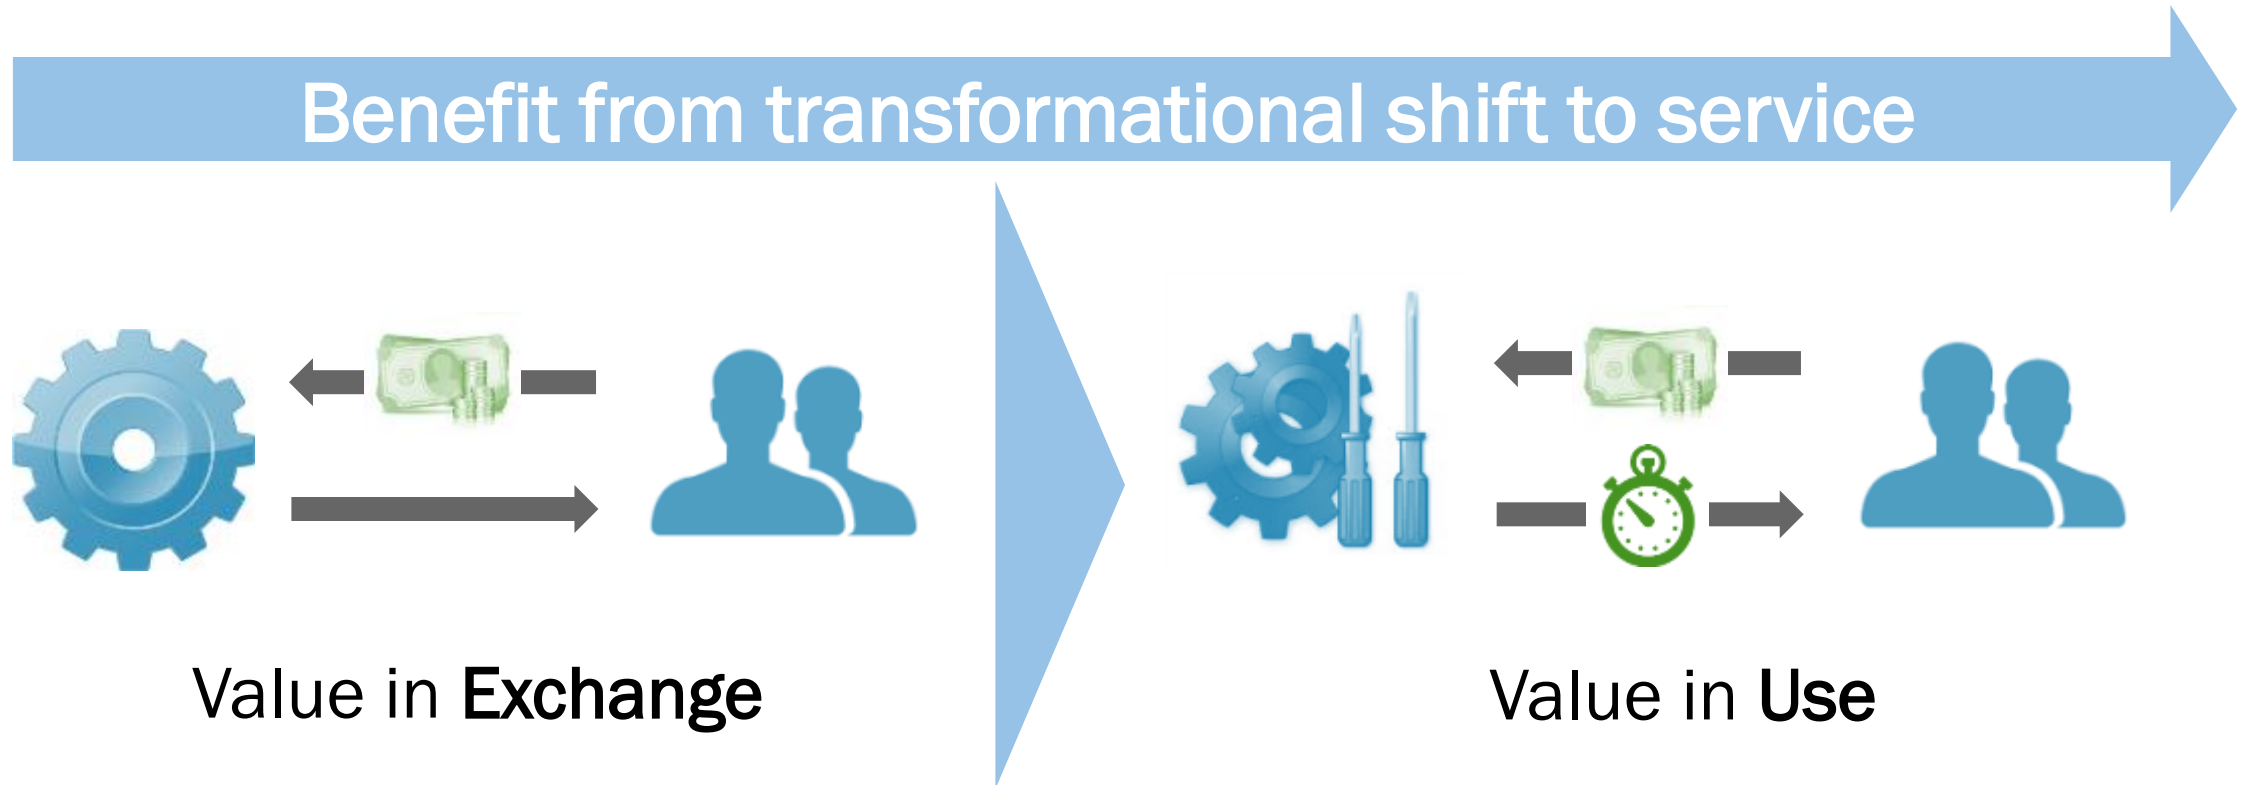 Benefit from transformational shift to service
Value in Exchange
Value in Use